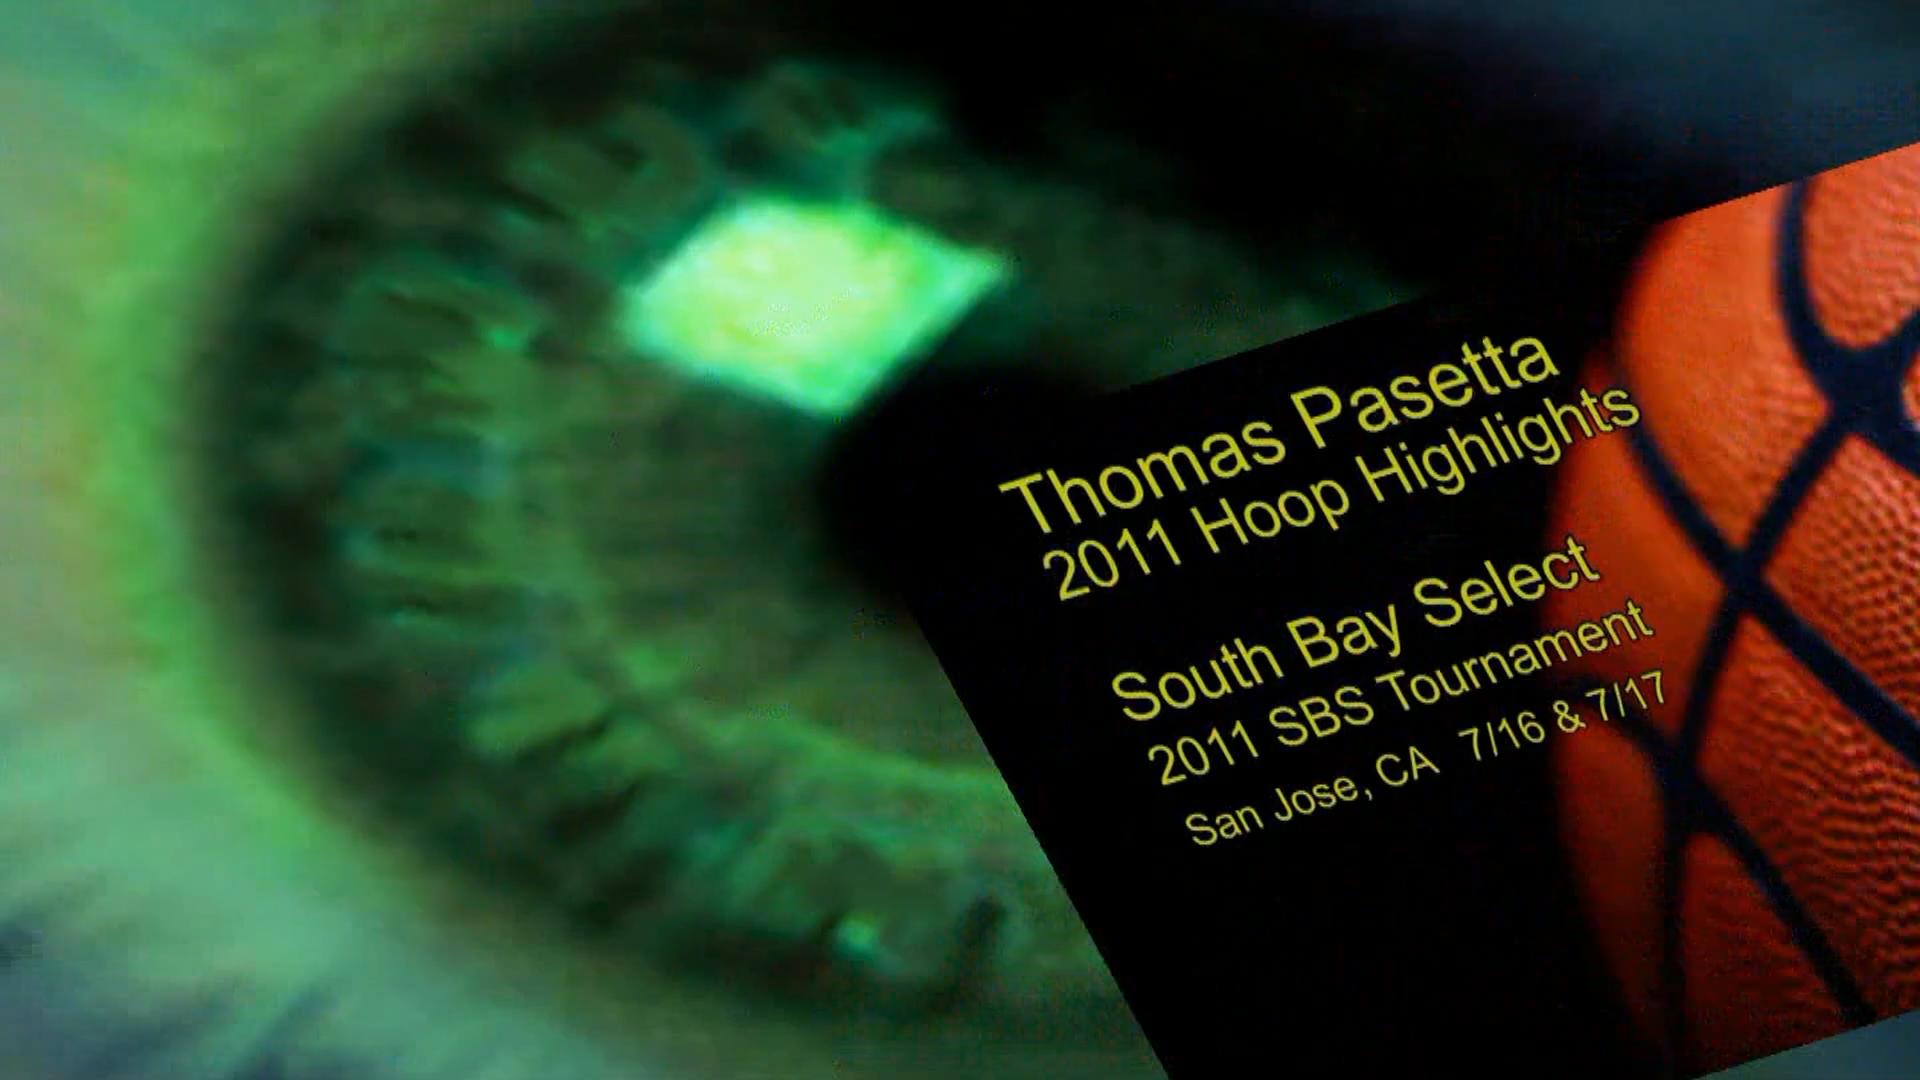 Thomas Pasetta
2011 Hoop Highlights
South Bay Select
2011 SBS Tournament
San Jose, CA 7/16 & 7/17